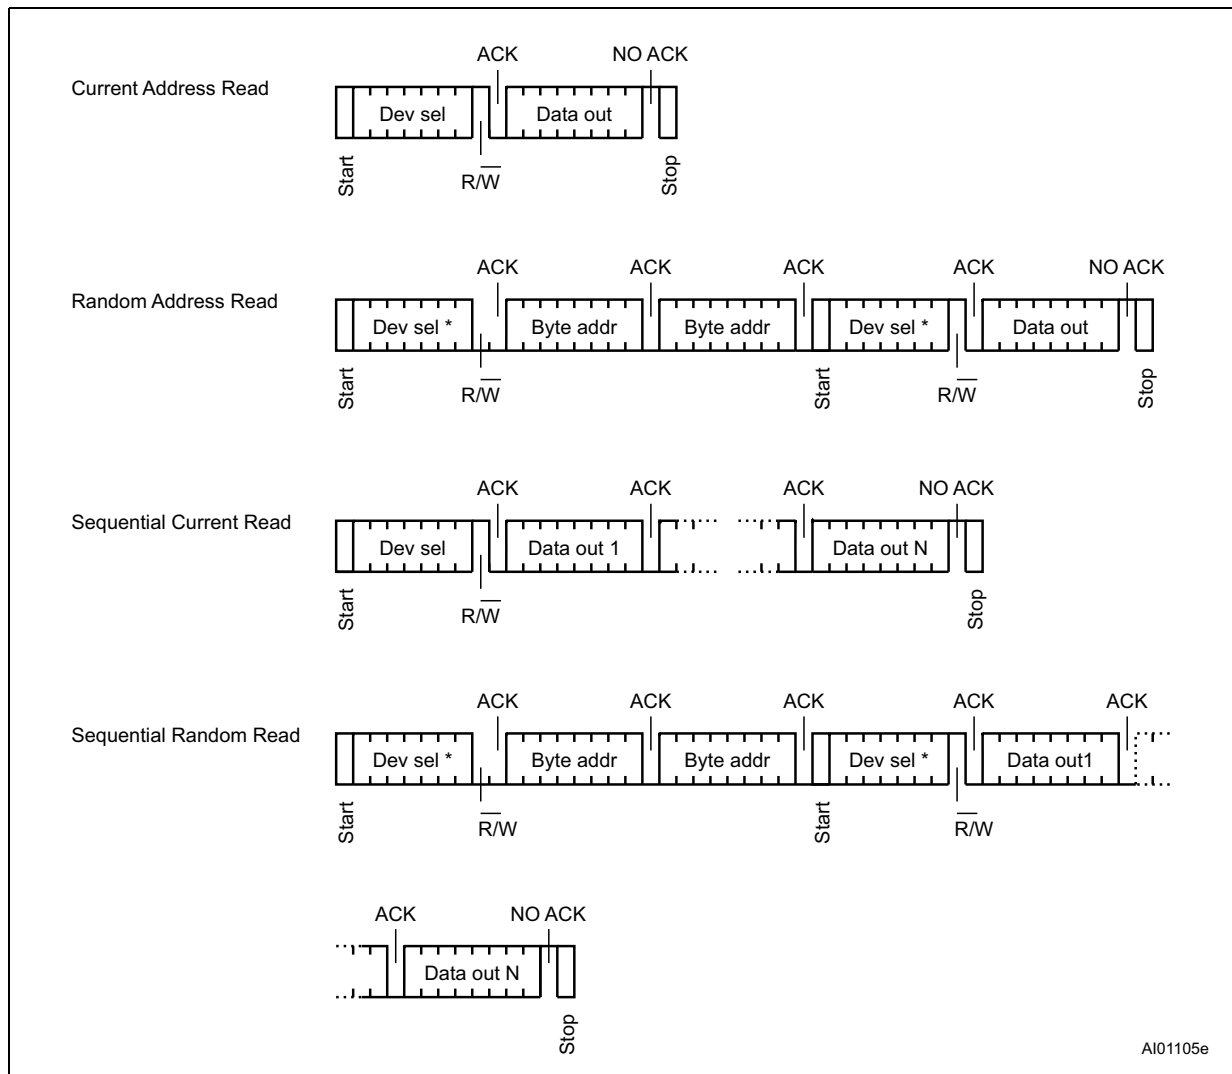 ACK NO ACK
Current Address Read
Dev sel Data out
Start R/W̅ Stop
ACK ACK ACK ACK NO ACK
Random Address Read
Dev sel * Byte addr Byte addr Dev sel * Data out
Start R/W̅ Start R/W̅ Stop
ACK ACK ACK NO ACK
Sequential Current Read
Dev sel Data out 1 Data out N
Start R/W̅ Stop
ACK ACK ACK ACK ACK
Sequential Random Read
Dev sel * Byte addr Byte addr Dev sel * Data out1
Start R̅/W Start R̅/W
ACK NO ACK
Data out N
Stop
AI01105e